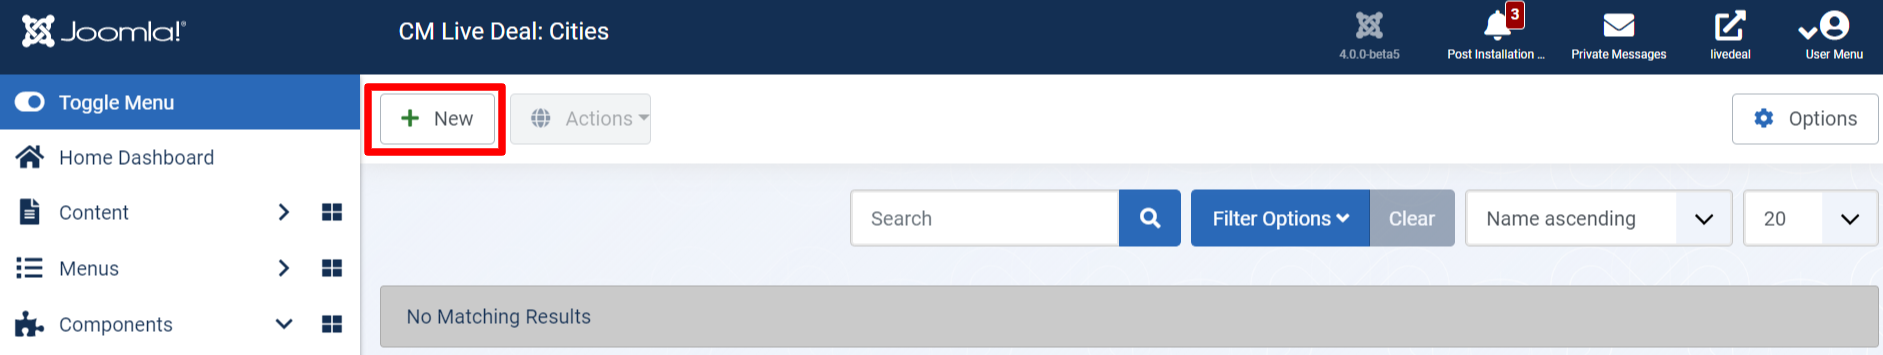 Joomla!®
CM Live Deal: Cities
4.0.0-beta5
3
Post Installation ...
Private Messages
livedeal
User Menu
Toggle Menu
Home Dashboard
Content
Menus
Components
New
Actions
Options
Search
Filter Options
Clear
Name ascending
20
No Matching Results